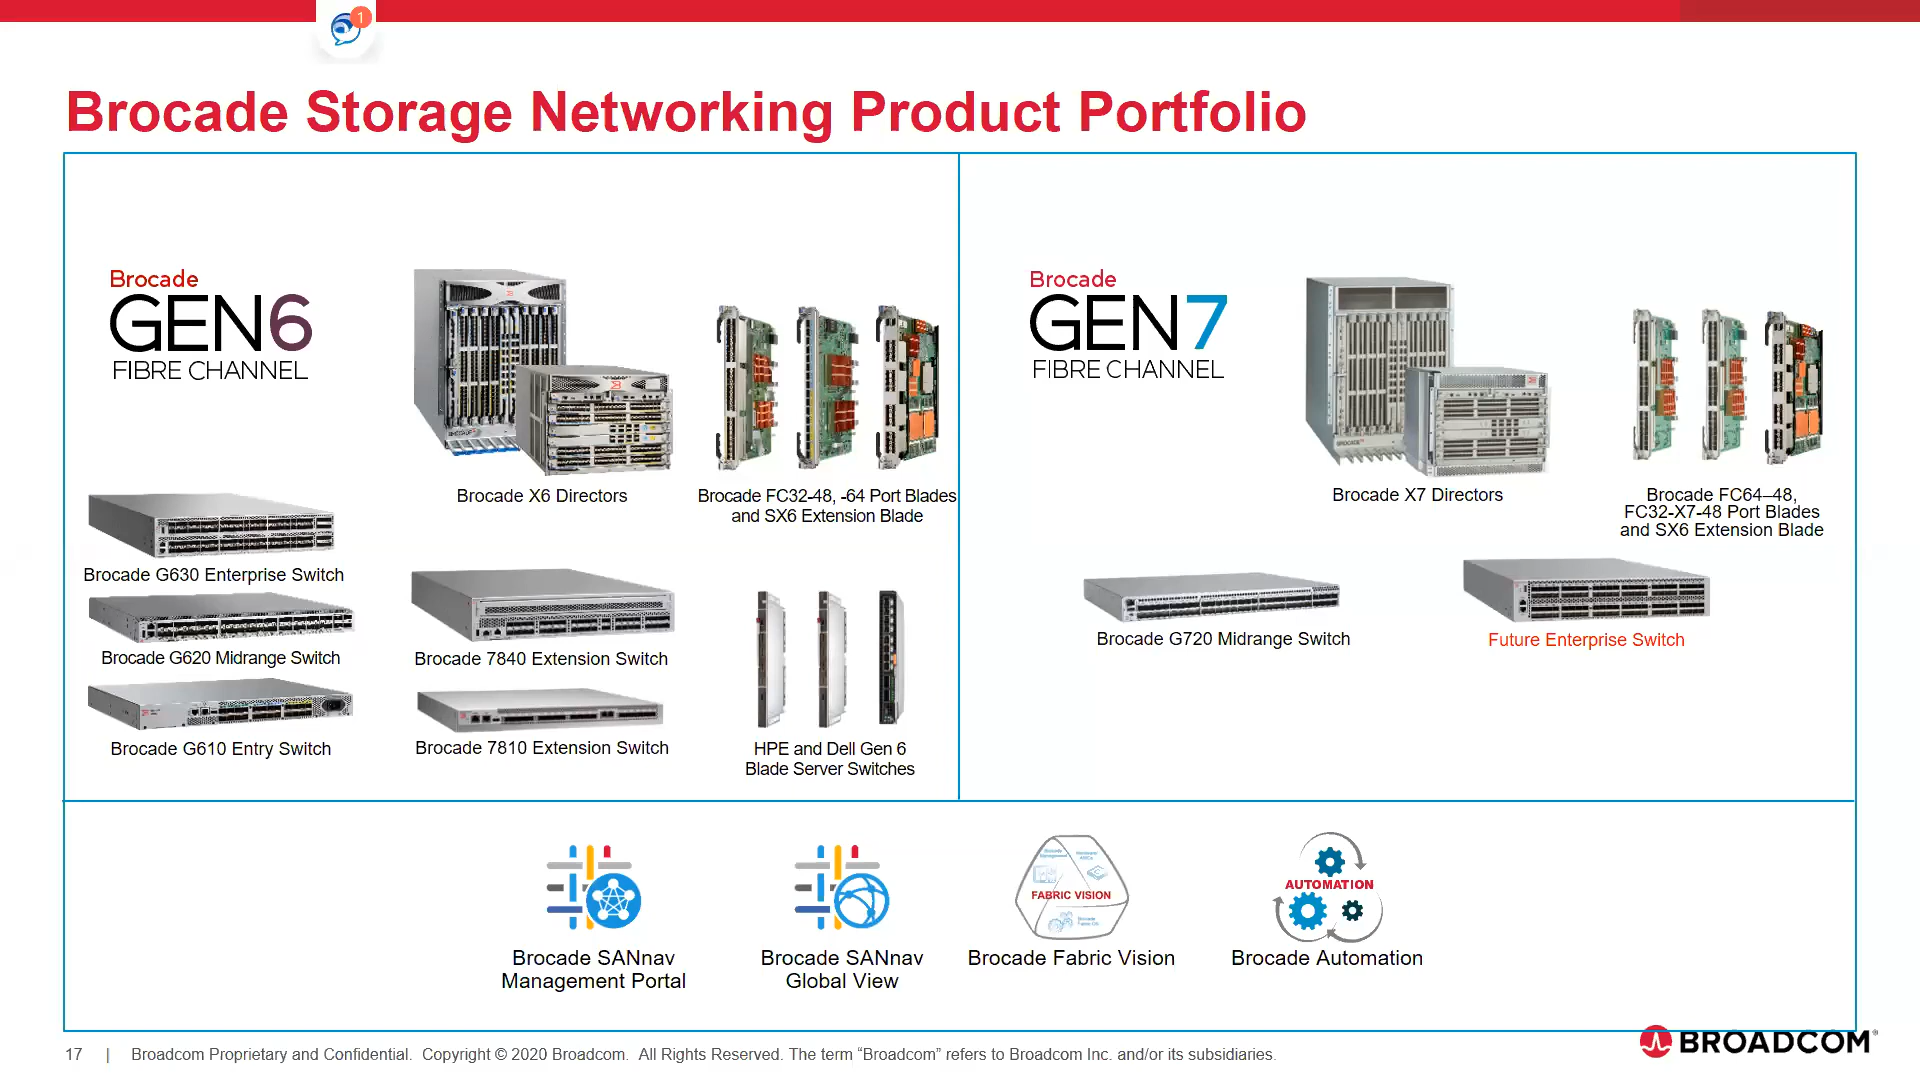 1
Brocade Storage Networking Product Portfolio
Brocade
GEN6
FIBRE CHANNEL
Brocade X6 Directors
Brocade FC32-48, -64 Port Blades
and SX6 Extension Blade
Brocade G630 Enterprise Switch
Brocade G620 Midrange Switch
Brocade G610 Entry Switch
Brocade 7840 Extension Switch
Brocade 7810 Extension Switch
HPE and Dell Gen 6
Blade Server Switches
Brocade
GEN7
FIBRE CHANNEL
BROCADE
Brocade X7 Directors
Brocade FC64–48,
FC32-X7-48 Port Blades
and SX6 Extension Blade
Brocade G720 Midrange Switch
Future Enterprise Switch
Brocade SANnav
Management Portal
Brocade SANnav
Global View
FABRIC VISION
Brocade Fabric Vision
AUTOMATION
Brocade Automation
17 | Broadcom Proprietary and Confidential. Copyright © 2020 Broadcom. All Rights Reserved. The term “Broadcom” refers to Broadcom Inc. and/or its subsidiaries.
BROADCOM®